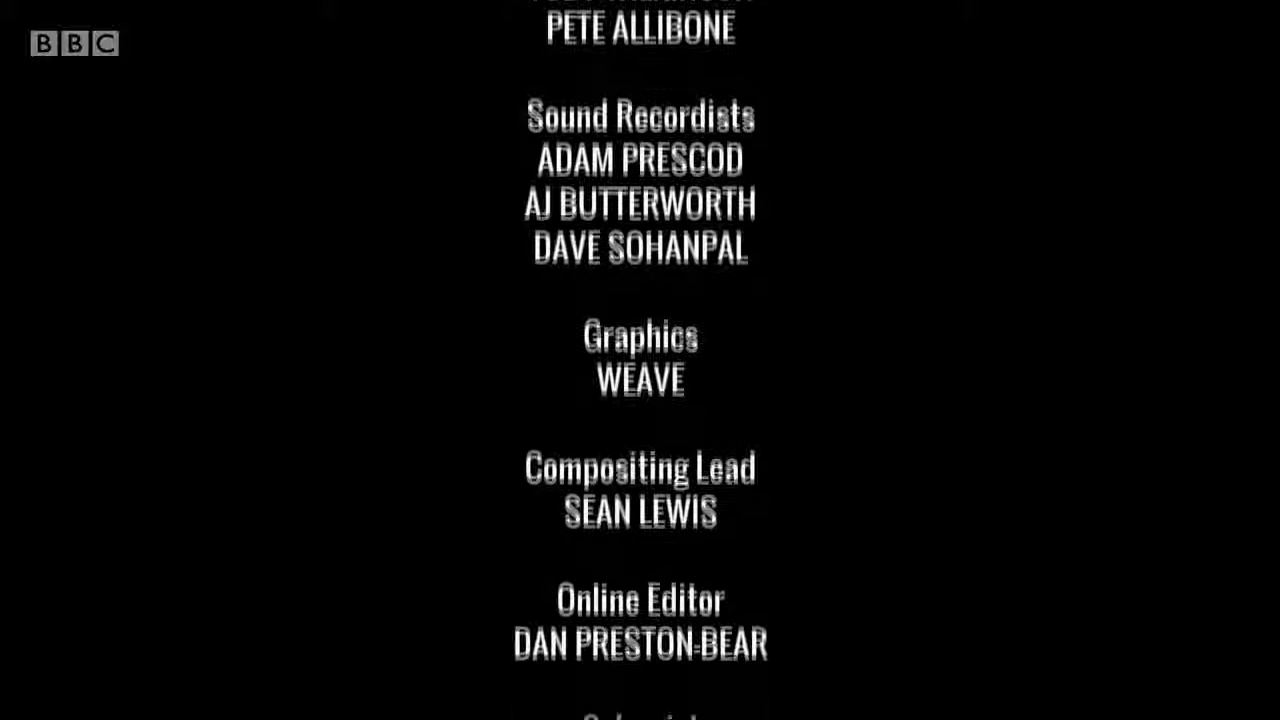 BBC
PETE ALLIBONE
Sound Recordists
ADAM PRESCOD
AJ BUTTERWORTH
DAVE SOHANPAL
Graphics
WEAVE
Compositing Lead
SEAN LEWIS
Online Editor
DAN PRESTON-BEAR